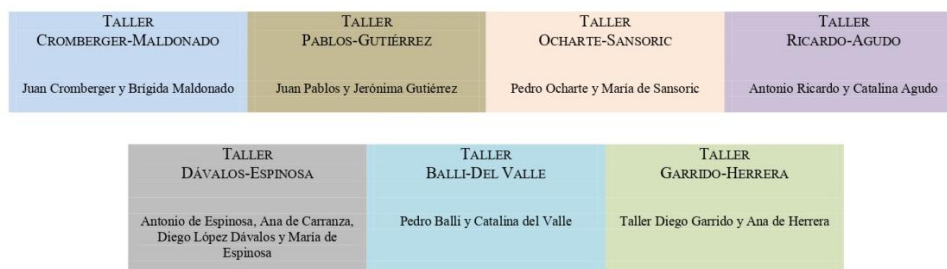 TALLER
CROMBERGER-MALDONADO
Juan Cromberger y Brígida Maldonado
TALLER
PABLOS-GUTIÉRREZ
Juan Pablos y Jerónima Gutiérrez
TALLER
OCHARTE-SANSORIC
Pedro Ocharte y María de Sansoric
TALLER
RICARDO-AGUDO
Antonio Ricardo y Catalina Agudo
TALLER
DÁVALOS-ESPINOSA
Antonio de Espinosa, Ana de Carranza,
Diego López Dávalos y María de
Espinosa
TALLER
BALLI-DEL VALLE
Pedro Balli y Catalina del Valle
TALLER
GARRIDO-HERRERA
Taller Diego Garrido y Ana de Herrera